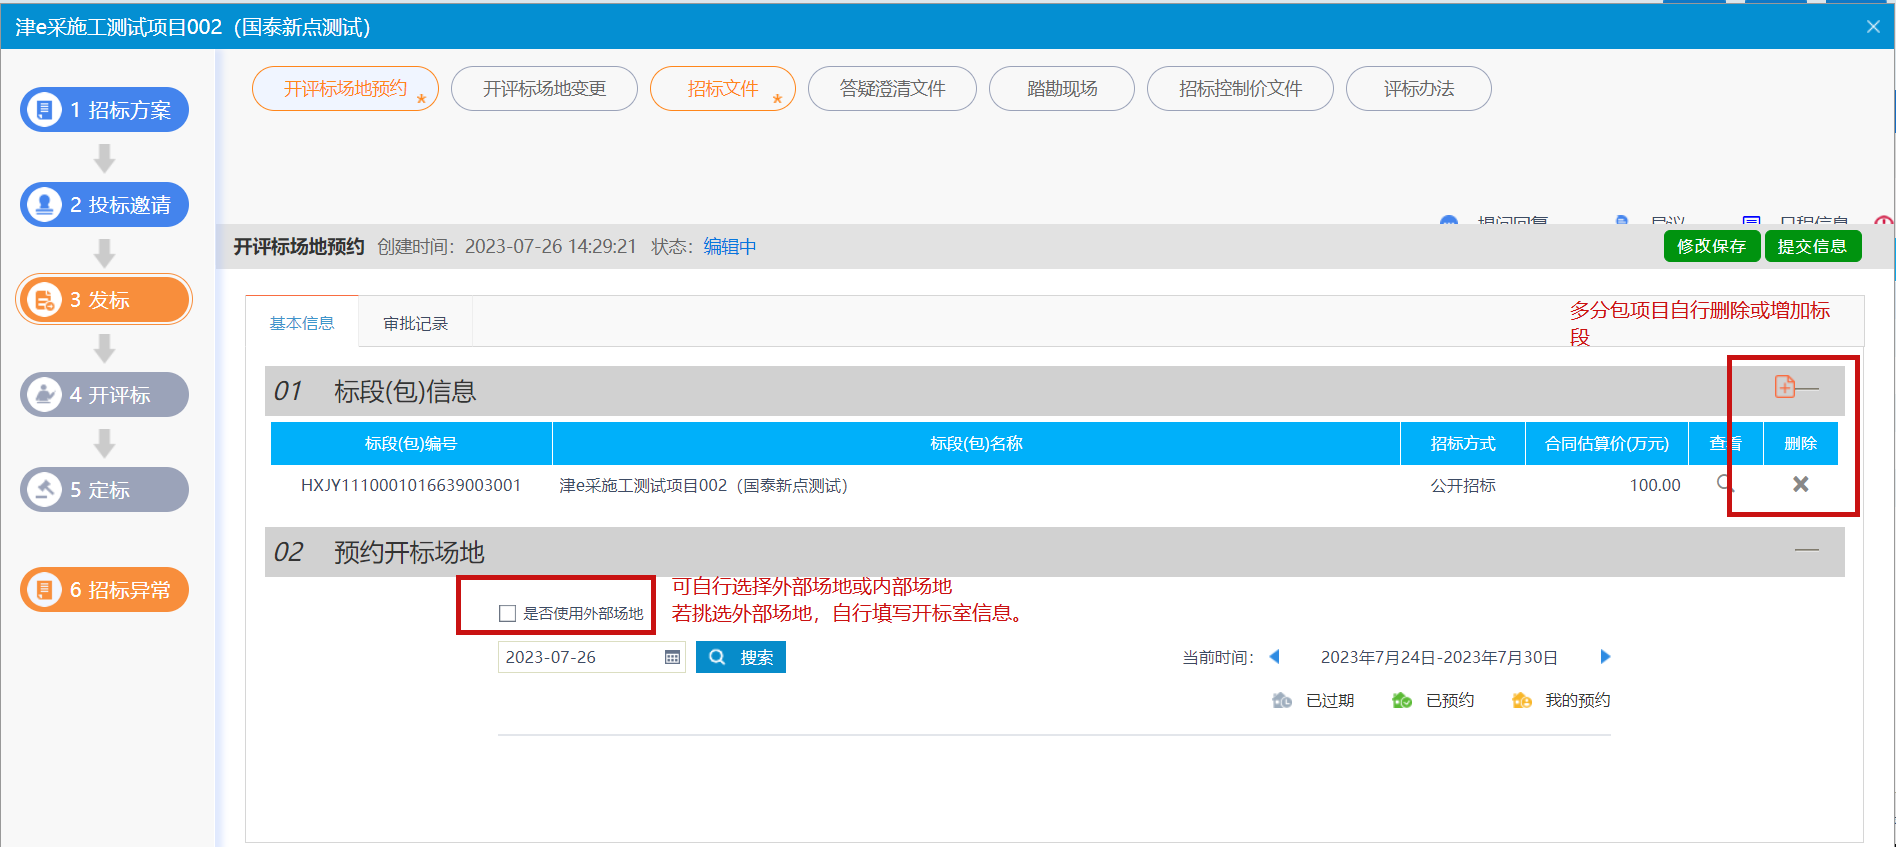 津e采施工测试项目002（国泰新点测试）
开评标场地预约 *
开评标场地变更
招标文件 *
答疑澄清文件
踏勘现场
招标控制价文件
评标办法
1 招标方案
2 投标邀请
3 发标
4 开评标
5 定标
6 招标异常
提问回复
异议
日程信息
开评标场地预约 创建时间：2023-07-26 14:29:21 状态：编辑中
修改保存
提交信息
基本信息
审批记录
多分包项目自行删除或增加标
段
01 标段(包)信息
标段(包)编号 标段(包)名称 招标方式 合同估算价(万元) 查看 删除
HXJY1110001016639003001 津e采施工测试项目002（国泰新点测试） 公开招标 100.00
02 预约开标场地
可自行选择外部场地或内部场地
若挑选外部场地，自行填写开标室信息。
是否使用外部场地
2023-07-26
搜索
当前时间： 2023年7月24日-2023年7月30日
已过期 已预约 我的预约